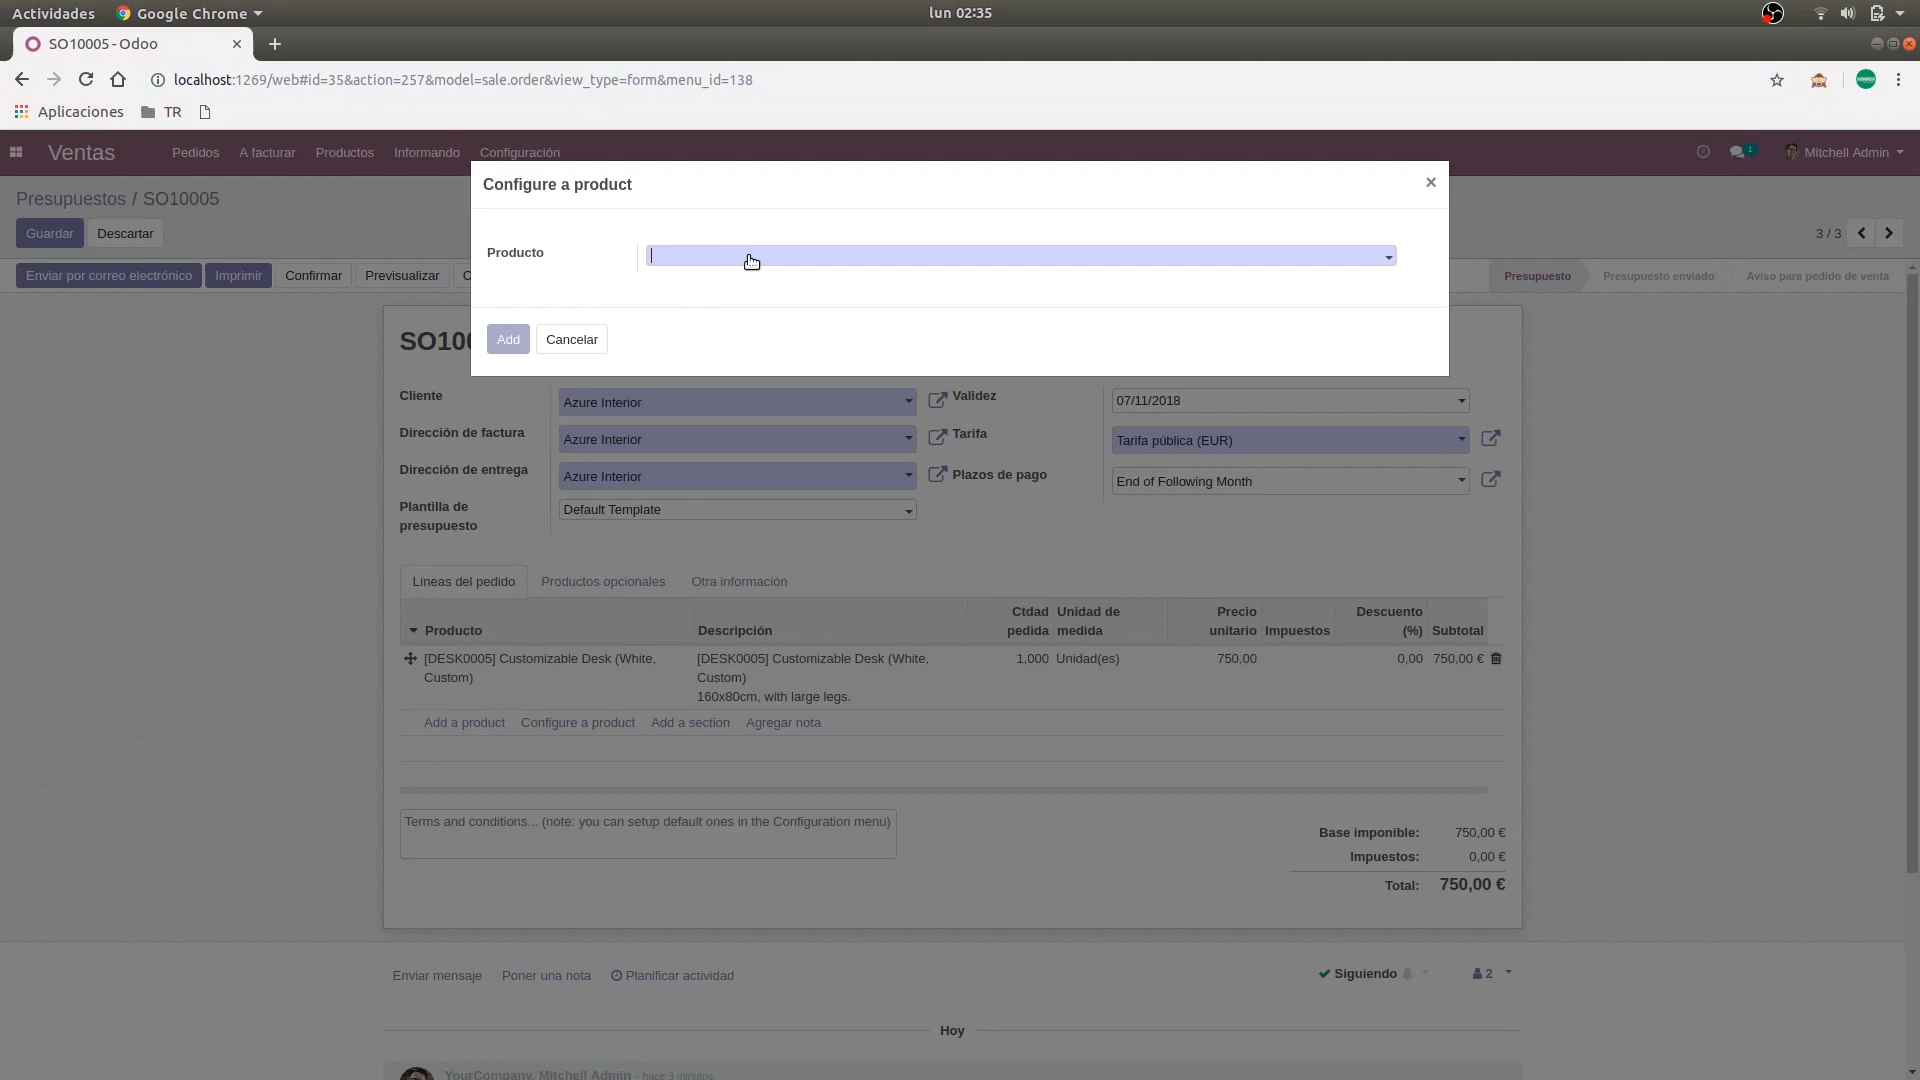 Actividades
Google Chrome
lun 02:35
SO10005 - Odoo
localhost:1269/web#id=35&action=257&model=sale.order&view_type=form&menu_id=138
Aplicaciones
TR
Ventas
Pedidos
A facturar
Productos
Informando
Configuración
1
Mitchell Admin
Configure a product
×
Presupuestos / SO10005
Guardar
Descartar
3 / 3
Producto
Enviar por correo electrónico
Imprimir
Confirmar
Previsualizar
C
Presupuesto
Presupuesto enviado
Aviso para pedido de venta
Add
Cancelar
SO100
Cliente
Azure Interior
Validez
07/11/2018
Dirección de factura
Azure Interior
Tarifa
Tarifa pública (EUR)
Dirección de entrega
Azure Interior
Plazos de pago
End of Following Month
Plantilla de
presupuesto
Default Template
Líneas del pedido
Productos opcionales
Otra información
Producto
Descripción
Ctdad
pedida
Unidad de
medida
Precio
unitario
Impuestos
Descuento
(%)
Subtotal
[DESK0005] Customizable Desk (White,
Custom)
[DESK0005] Customizable Desk (White,
Custom)
160x80cm, with large legs.
1,000
Unidad(es)
750,00
0,00
750,00 €
Add a product
Configure a product
Add a section
Agregar nota
Terms and conditions... (note: you can setup default ones in the Configuration menu)
Base imponible:
750,00 €
Impuestos:
0,00 €
Total:
750,00 €
Enviar mensaje
Poner una nota
Planificar actividad
Siguiendo
2
Hoy
YourCompany, Mitchell Admin - hace 3 minutos